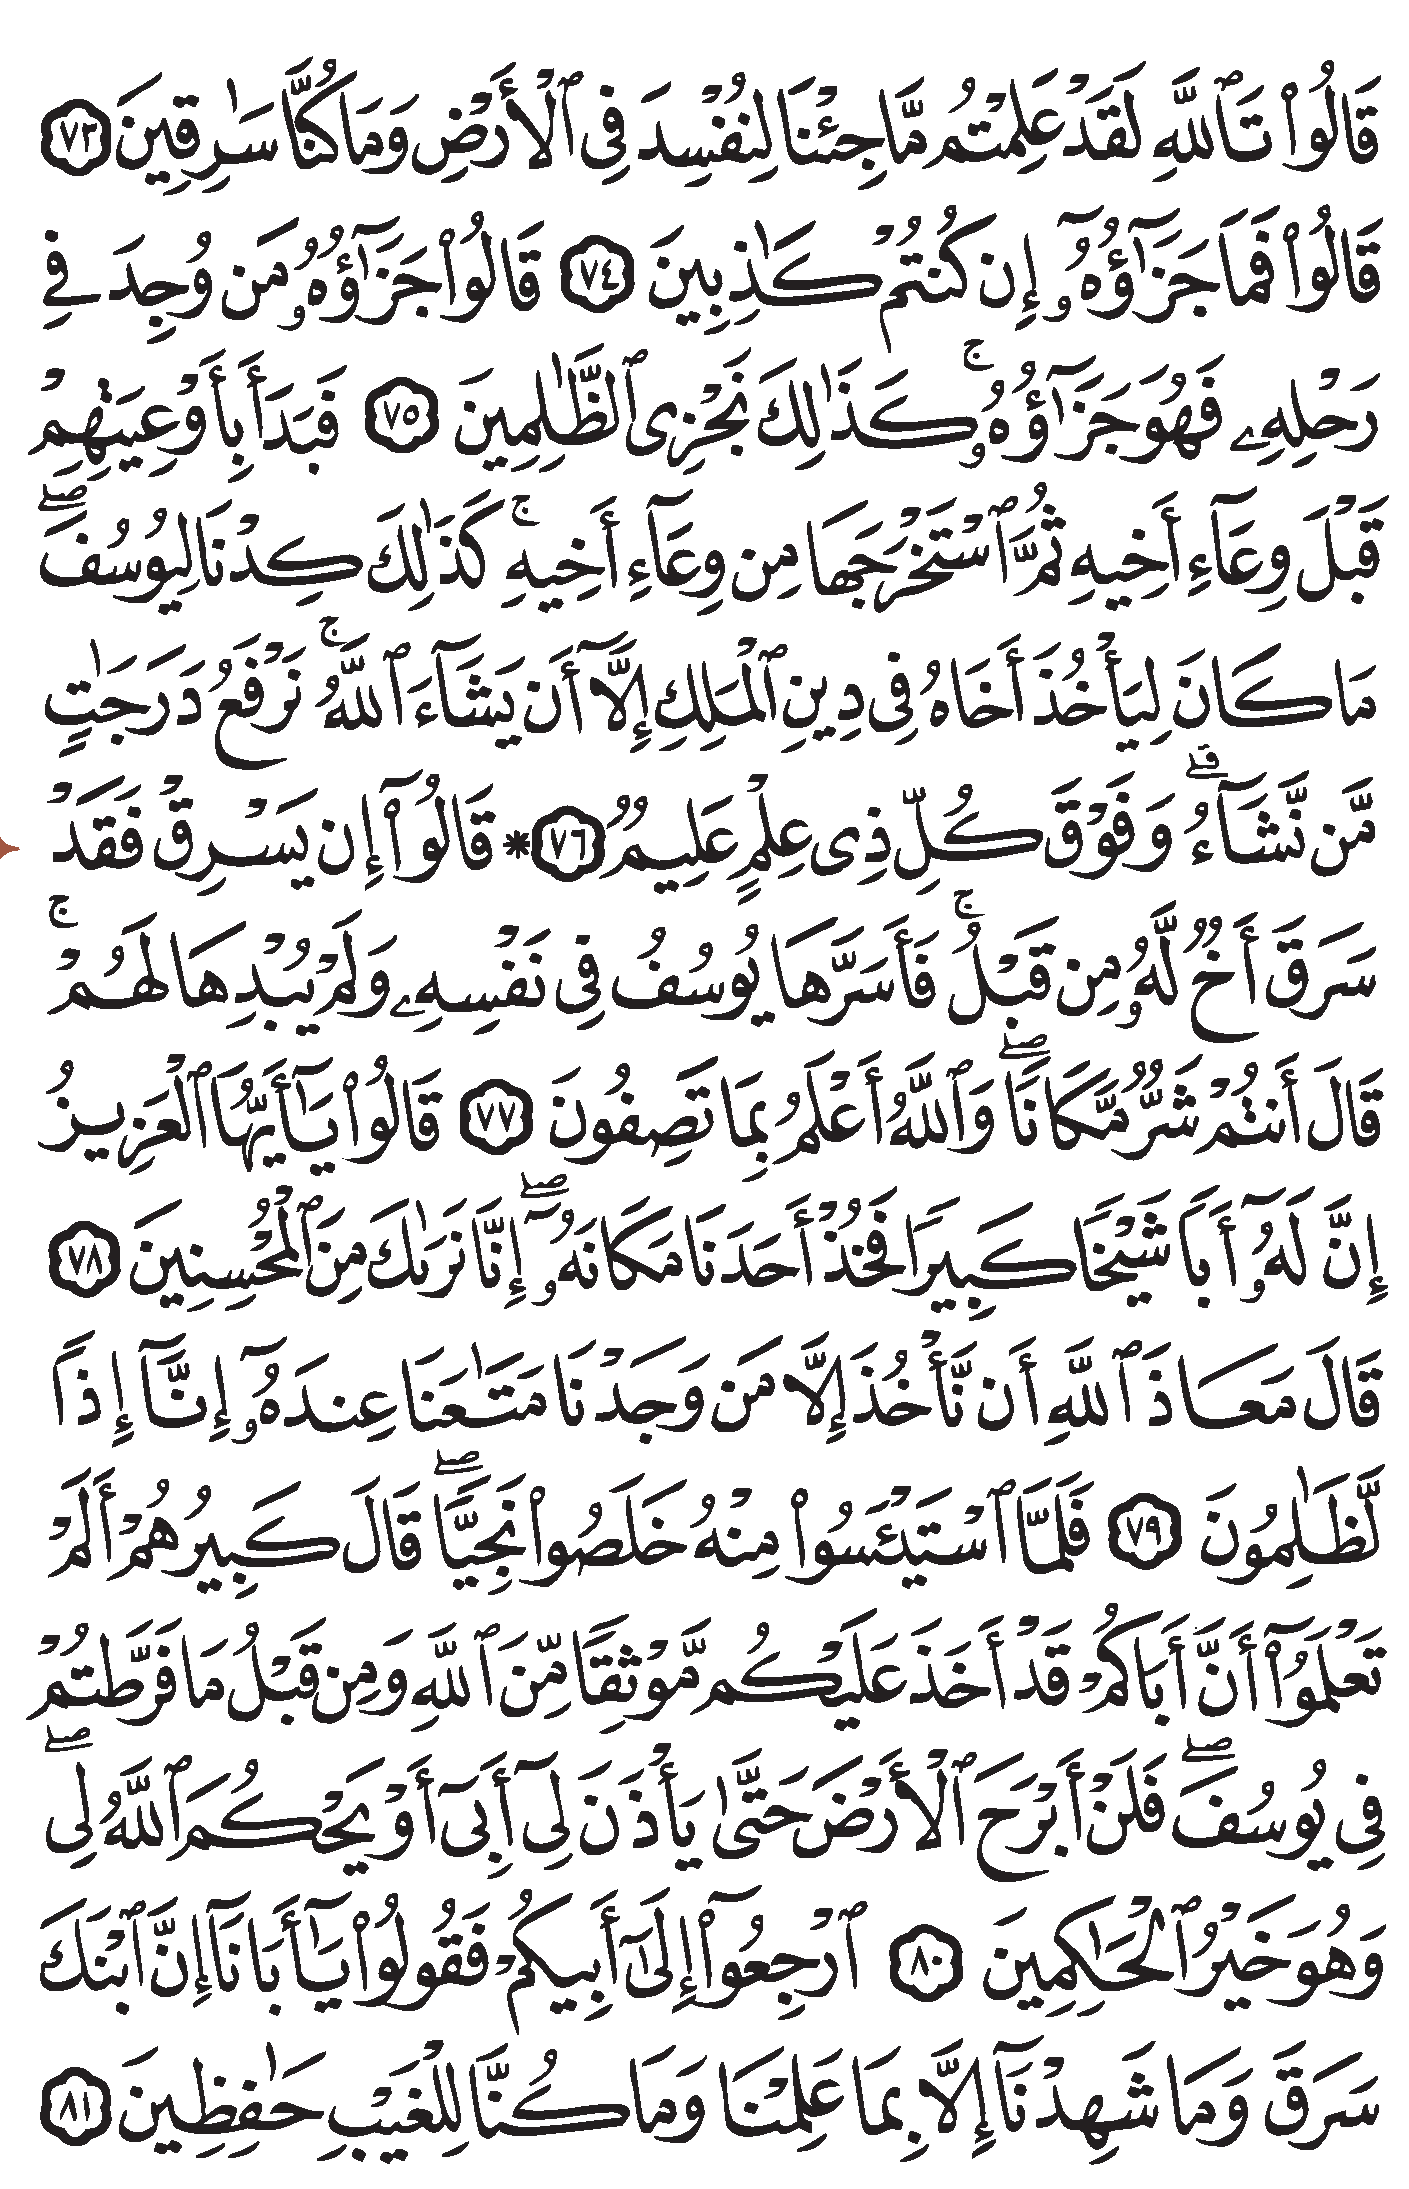 قَالُوا۟ تَٱللَّهِ لَقَدْ عَلِمْتُم مَّا جِئْنَا لِنُفْسِدَ فِى ٱلْأَرْضِ وَمَا كُنَّا سَٰرِقِينَ ٧٣
قَالُوا۟ فَمَا جَزَٰٓؤُهُۥٓ إِن كُنتُمْ كَٰذِبِينَ ٧٤ قَالُوا۟ جَزَٰٓؤُهُۥ مَن وُجِدَ فِى
رَحْلِهِۦ فَهُوَ جَزَٰٓؤُهُۥ ۚ كَذَٰلِكَ نَجْزِى ٱلظَّٰلِمِينَ ٧٥ فَبَدَأَ بِأَوْعِيَتِهِمْ
قَبْلَ وِعَآءِ أَخِيهِ ثُمَّ ٱسْتَخْرَجَهَا مِن وِعَآءِ أَخِيهِ ۚ كَذَٰلِكَ كِدْنَا لِيُوسُفَ ۖ
مَا كَانَ لِيَأْخُذَ أَخَاهُ فِى دِينِ ٱلْمَلِكِ إِلَّآ أَن يَشَآءَ ٱللَّهُ ۚ نَرْفَعُ دَرَجَٰتٍ
مَّن نَّشَآءُ ۗ وَفَوْقَ كُلِّ ذِى عِلْمٍ عَلِيمٌ ٧٦ * قَالُوٓا۟ إِن يَسْرِقْ فَقَدْ
سَرَقَ أَخٌ لَّهُۥ مِن قَبْلُ ۚ فَأَسَرَّهَا يُوسُفُ فِى نَفْسِهِۦ وَلَمْ يُبْدِهَا لَهُمْ ۚ
قَالَ أَنتُمْ شَرٌّ مَّكَانًا ۖ وَٱللَّهُ أَعْلَمُ بِمَا تَصِفُونَ ٧٧ قَالُوا۟ يَٰٓأَيُّهَا ٱلْعَزِيزُ
إِنَّ لَهُۥٓ أَبًا شَيْخًا كَبِيرًا فَخُذْ أَحَدَنَا مَكَانَهُۥٓ ۖ إِنَّا نَرَىٰكَ مِنَ ٱلْمُحْسِنِينَ ٧٨
قَالَ مَعَاذَ ٱللَّهِ أَن نَّأْخُذَ إِلَّا مَن وَجَدْنَا مَتَٰعَنَا عِندَهُۥٓ إِنَّآ إِذًا
لَّظَٰلِمُونَ ٧٩ فَلَمَّا ٱسْتَيْـَٔسُوا۟ مِنْهُ خَلَصُوا۟ نَجِيًّا ۖ قَالَ كَبِيرُهُمْ أَلَمْ
تَعْلَمُوٓا۟ أَنَّ أَبَاكُمْ قَدْ أَخَذَ عَلَيْكُم مَّوْثِقًا مِّنَ ٱللَّهِ وَمِن قَبْلُ مَا فَرَّطتُمْ
فِى يُوسُفَ ۖ فَلَنْ أَبْرَحَ ٱلْأَرْضَ حَتَّىٰ يَأْذَنَ لِىٓ أَبِىٓ أَوْ يَحْكُمَ ٱللَّهُ لِى ۖ
وَهُوَ خَيْرُ ٱلْحَٰكِمِينَ ٨٠ ٱرْجِعُوٓا۟ إِلَىٰٓ أَبِيكُمْ فَقُولُوا۟ يَٰٓأَبَانَآ إِنَّ ٱبْنَكَ
سَرَقَ وَمَا شَهِدْنَآ إِلَّا بِمَا عَلِمْنَا وَمَا كُنَّا لِلْغَيْبِ حَٰفِظِينَ ٨١